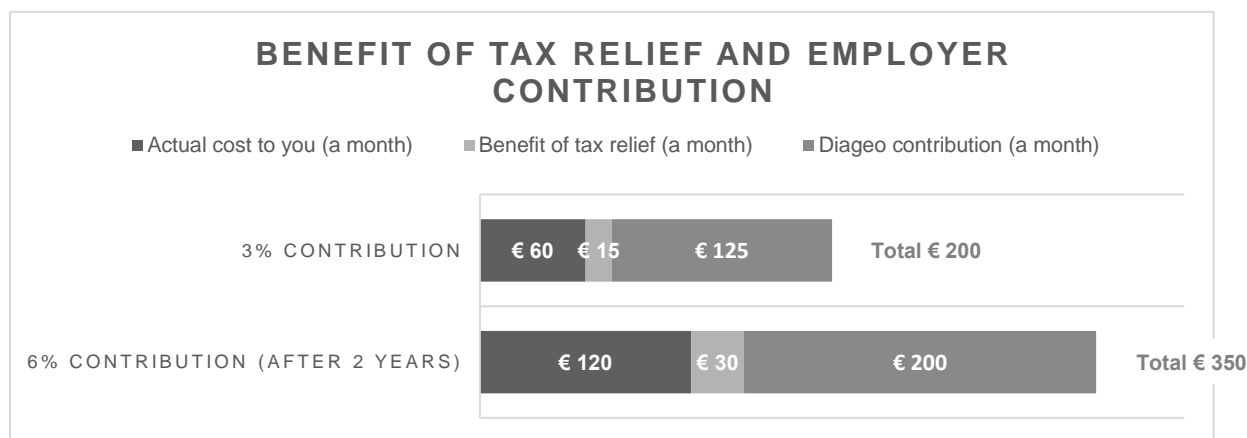 BENEFIT OF TAX RELIEF AND EMPLOYER
CONTRIBUTION
Actual cost to you (a month) Benefit of tax relief (a month) Diageo contribution (a month)
3% CONTRIBUTION € 60 € 15 € 125 Total € 200
6% CONTRIBUTION (AFTER 2 YEARS) € 120 € 30 € 200 Total € 350